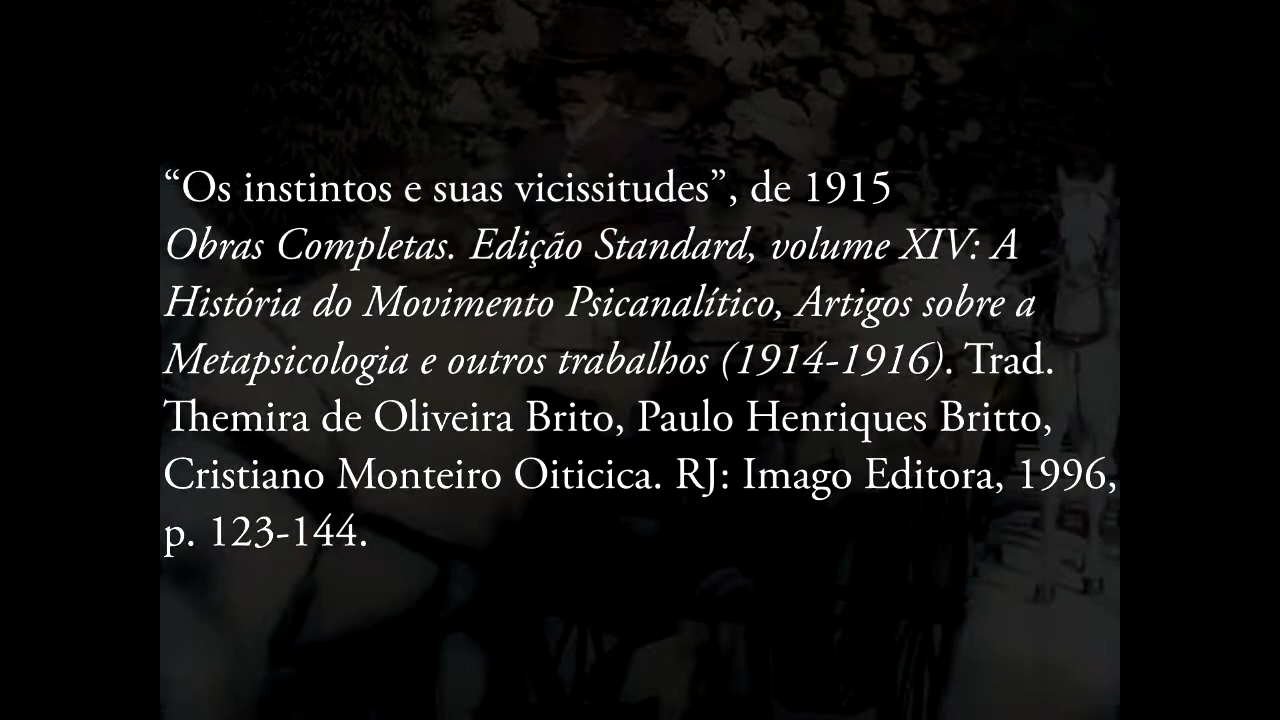 “Os instintos e suas vicissitudes”, de 1915
Obras Completas. Edição Standard, volume XIV: A
História do Movimento Psicanalítico, Artigos sobre a
Metapsicologia e outros trabalhos (1914-1916). Trad.
Themira de Oliveira Brito, Paulo Henriques Britto,
Cristiano Monteiro Oiticica. RJ: Imago Editora, 1996,
p. 123-144.